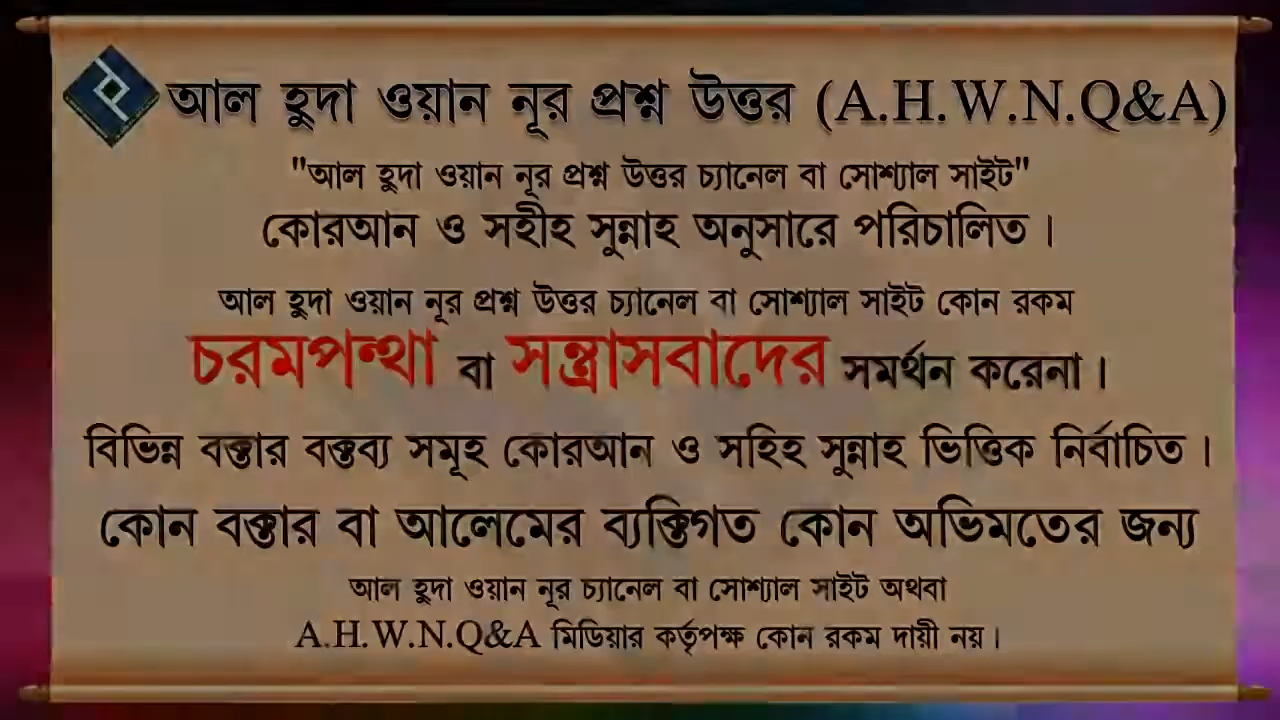 আল হুদা ওয়ান নূর প্রশ্ন উত্তর (A.H.W.N.Q&A)
"আল হুদা ওয়ান নূর প্রশ্ন উত্তর চ্যানেল বা সোশ্যাল সাইট"
কোরআন ও সহীহ সুন্নাহ অনুসারে পরিচালিত ।
আল হুদা ওয়ান নূর প্রশ্ন উত্তর চ্যানেল বা সোশ্যাল সাইট কোন রকম
চরমপন্থা বা সন্ত্রাসবাদের সমর্থন করেনা ।
বিভিন্ন বক্তার বক্তব্য সমূহ কোরআন ও সহিহ সুন্নাহ ভিত্তিক নির্বাচিত ।
কোন বক্তার বা আলেমের ব্যক্তিগত কোন অভিমতের জন্য
আল হুদা ওয়ান নূর চ্যানেল বা সোশ্যাল সাইট অথবা
A.H.W.N.Q&A মিডিয়ার কর্তৃপক্ষ কোন রকম দায়ী নয় ।